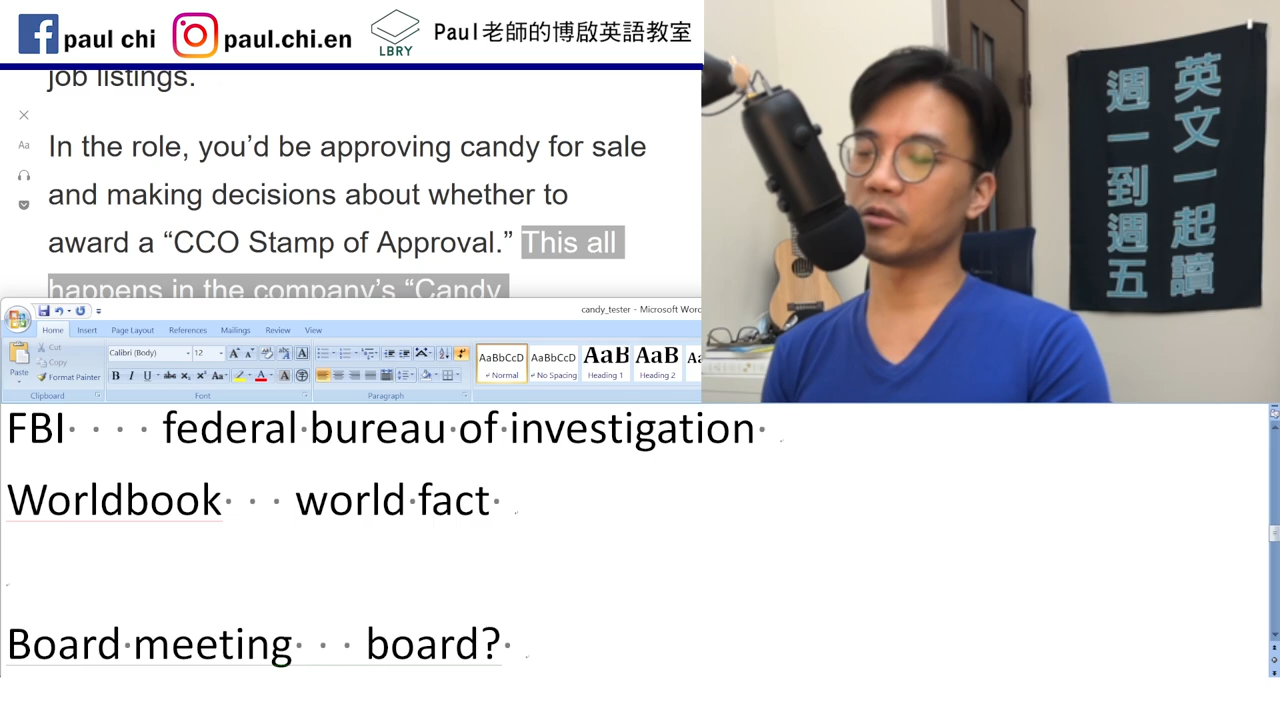 paul chi
paul.chi.en
LBRY
Paul老師的博啟英語教室
job listings.
In the role, you’d be approving candy for sale
and making decisions about whether to
award a “CCO Stamp of Approval.” This all
happens in the company’s “Candy
英文一起讀
週一到週五
candy_tester - Microsoft Word
Home Insert Page Layout References Mailings Review View
Paste
Cut
Copy
Format Painter
Clipboard
Calibri (Body) 12
Font
Paragraph
AaBbCcD AaBbCcD AaBb AaBb Aa
Normal No Spacing Heading 1 Heading 2
FBI federal bureau of investigation
Worldbook world fact
Board meeting board?